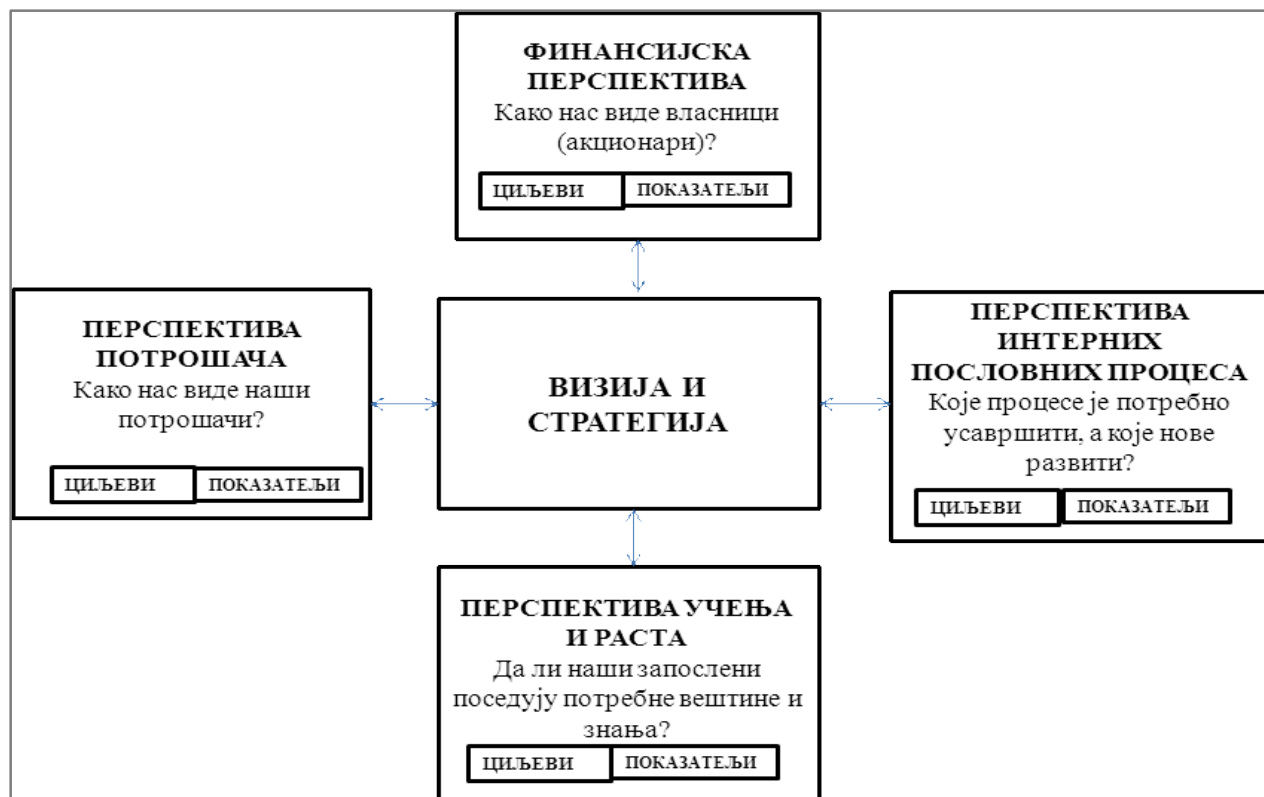 ФИНАНСИЈСКА
ПЕРСПЕКТИВА
Како нас виде власници
(акционари)?
ЦИЉЕВИ
ПОКАЗАТЕЉИ
ПЕРСПЕКТИВА
ПОТРОШАЧА
Како нас виде наши
потрошачи?
ЦИЉЕВИ
ПОКАЗАТЕЉИ
ВИЗИЈА И
СТРАТЕГИЈА
ПЕРСПЕКТИВА
ИНТЕРНИХ
ПОСЛОВНИХ ПРОЦЕСА
Које процесе је потребно
усавршити, а које нове
развити?
ЦИЉЕВИ
ПОКАЗАТЕЉИ
ПЕРСПЕКТИВА УЧЕЊА
И РАСТА
Да ли наши запослени
поседују потребне вештине и
знања?
ЦИЉЕВИ
ПОКАЗАТЕЉИ